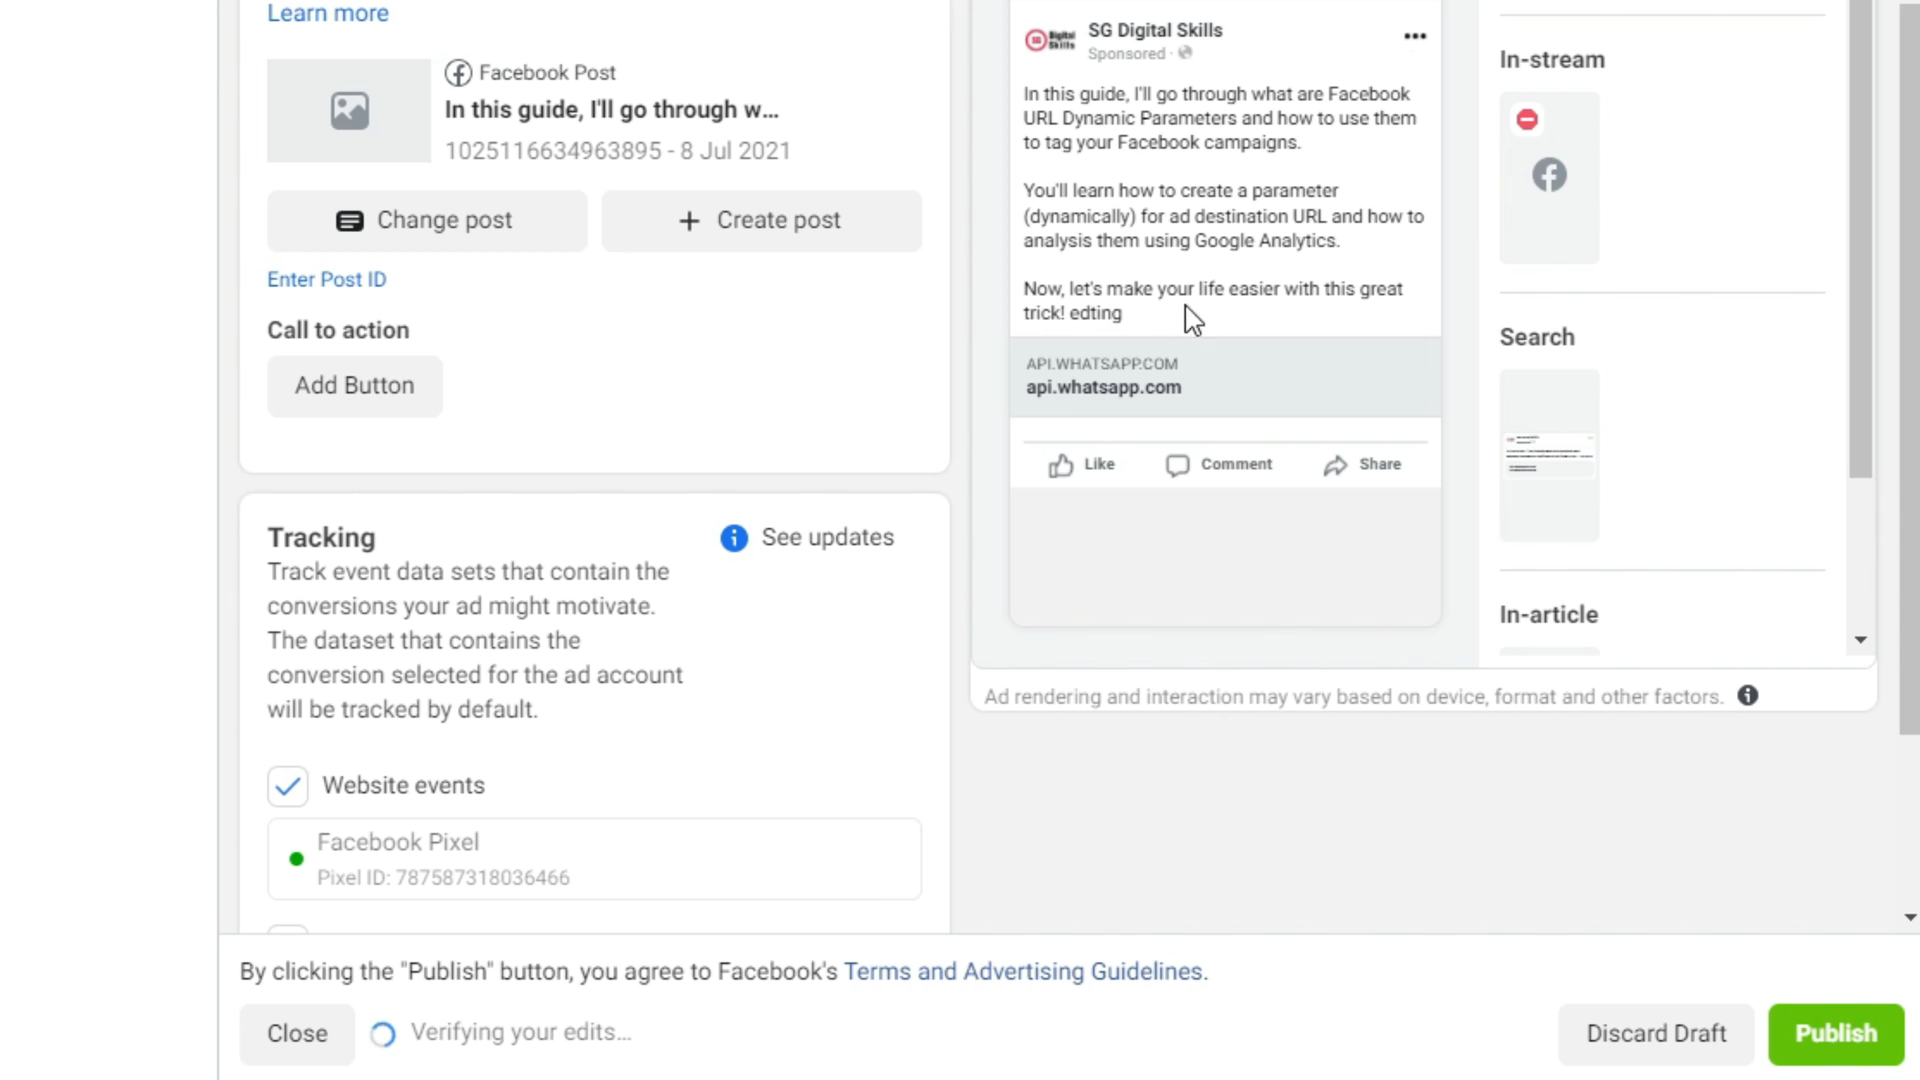 Learn more
Facebook Post
In this guide, I'll go through w...
1025116634963895 - 8 Jul 2021
Change post
Create post
Enter Post ID
Call to action
Add Button
Tracking
See updates
Track event data sets that contain the
conversions your ad might motivate.
The dataset that contains the
conversion selected for the ad account
will be tracked by default.
Website events
Facebook Pixel
Pixel ID: 787587318036466
Digital
Skills
SG Digital Skills
Sponsored ·
In this guide, I'll go through what are Facebook
URL Dynamic Parameters and how to use them
to tag your Facebook campaigns.
You'll learn how to create a parameter
(dynamically) for ad destination URL and how to
analysis them using Google Analytics.
Now, let's make your life easier with this great
trick! edting
API.WHATSAPP.COM
api.whatsapp.com
Like
Comment
Share
In-stream
Search
In-article
Ad rendering and interaction may vary based on device, format and other factors.
By clicking the "Publish" button, you agree to Facebook's Terms and Advertising Guidelines.
Close
Verifying your edits...
Discard Draft
Publish